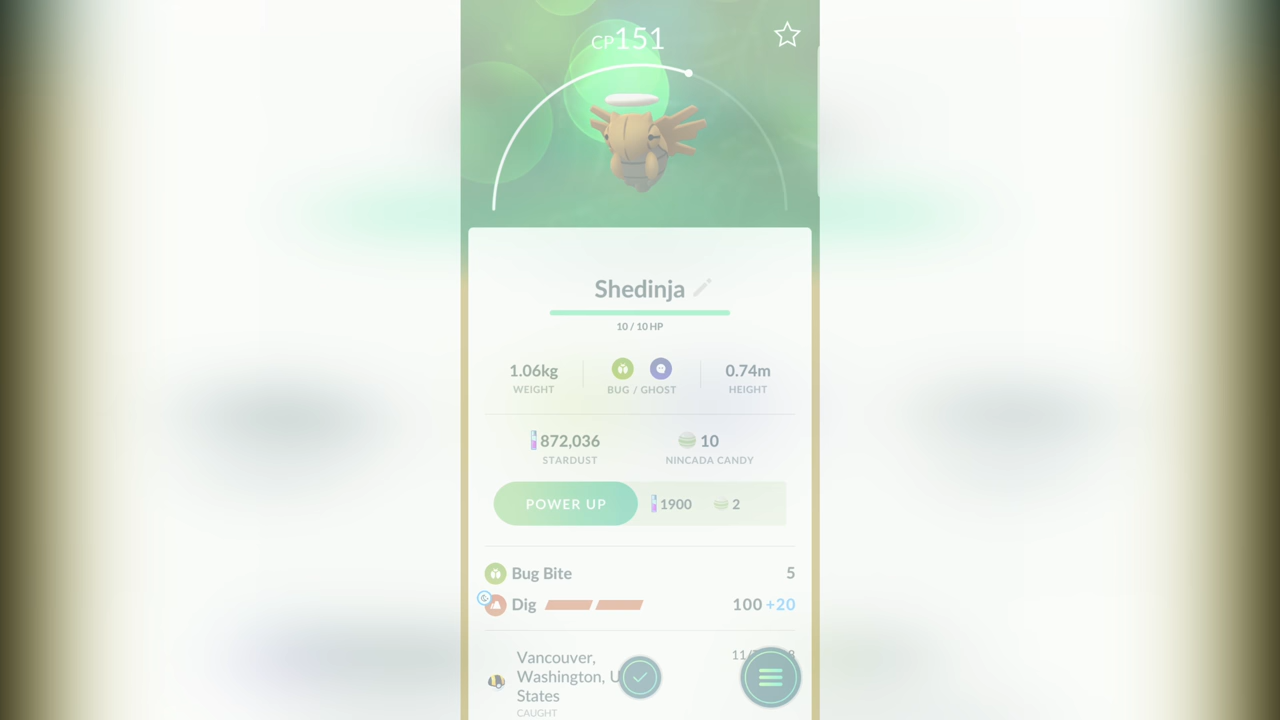 CP151
Shedinja
10 / 10 HP
1.06kg
WEIGHT
BUG / GHOST
0.74m
HEIGHT
872,036
STARDUST
10
NINCADA CANDY
POWER UP
1900
2
Bug Bite
5
Dig
100 +20
Vancouver,
11/
Washington, U
States
CAUGHT